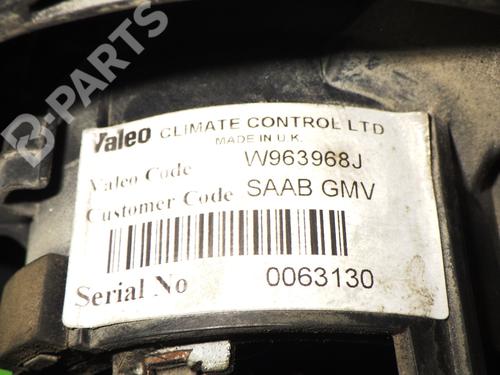 B-PARTS
Valeo CLIMATE CONTROL LTD
MADE IN U.K.
Valeo Code W963968J
Customer Code SAAB GMV
Serial No 0063130